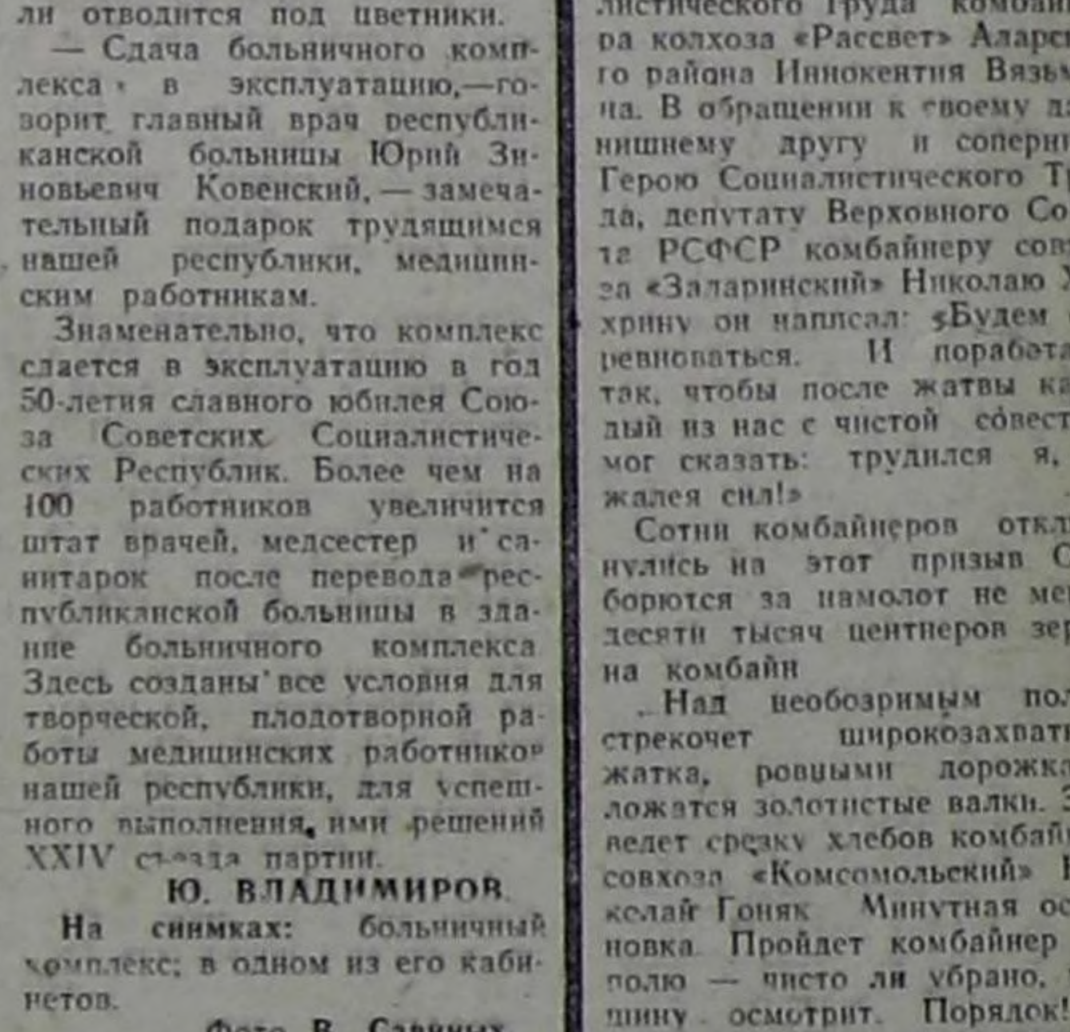 ли отводится под цветники.
— Сдача больничного комп-
лекса в эксплуатацию,—го-
ворит главный врач республи-
канской больницы Юрий Зи-
новьевич Ковенский, — замеча-
тельный подарок трудящимся
нашей республики, медицин-
ским работникам.
Знаменательно, что комплекс
сдается в эксплуатацию в год
50-летия славного юбилея Сою-
за Советских Социалистиче-
ских Республик. Более чем на
100 работников увеличится
штат врачей, медсестер и са-
нитарок после перевода рес-
публиканской больницы в зда-
ние больничного комплекса
Здесь созданы все условия для
творческой, плодотворной ра-
боты медицинских работников
нашей республики, для успеш-
ного выполнения ими решений
XXIV съезда партии.
Ю. ВЛАДИМИРОВ.
На снимках: больничный
комплекс; в одном из его каби-
нетов.
Фото В. Савиных
листического Труда комбай
ра колхоза «Рассвет» Аларс
го района Иннокентия Вязь
на. В обращении к своему да
нишнему другу и соперн
Герою Социалистического Т
да, депутату Верховного Со
та РСФСР комбайнеру сов
за «Заларинский» Николаю
хрину он написал: «Будем
ревноваться. И поработа
так, чтобы после жатвы ка
дый из нас с чистой совест
мог сказать: трудился я,
жалея сил!»
Сотни комбайнеров откл
нулись на этот призыв О
борются за намолот не ме
десяти тысяч центнеров зер
на комбайн
Над необозримым пол
стрекочет широкозахват
жатка, ровными дорожка
ложатся золотистые валки.
ведет срезку хлебов комбай
совхоза «Комсомольский»
колай Гоняк Минутная ос
новка. Пройдет комбайнер
полю — чисто ли убрано,
шину осмотрит. Порядок!